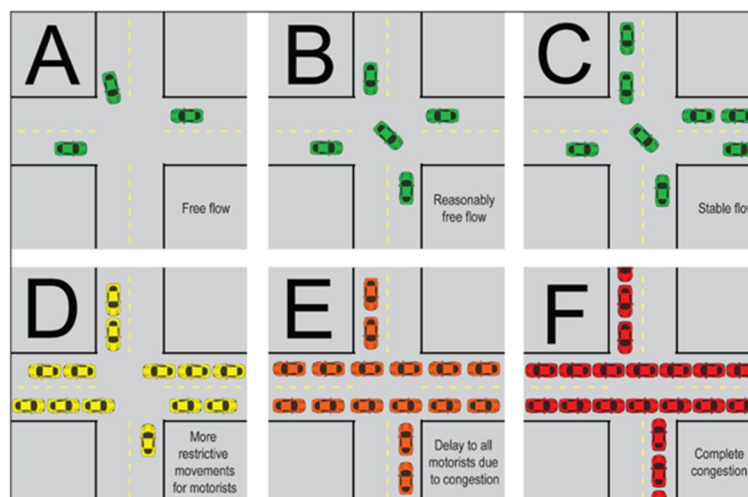 A
B
C
Free flow
Reasonably
free flow
Stable flo
D
E
F
More
restrictive
movements
for motorists
Delay to all
motorists due
to congestion
Complete
congestion